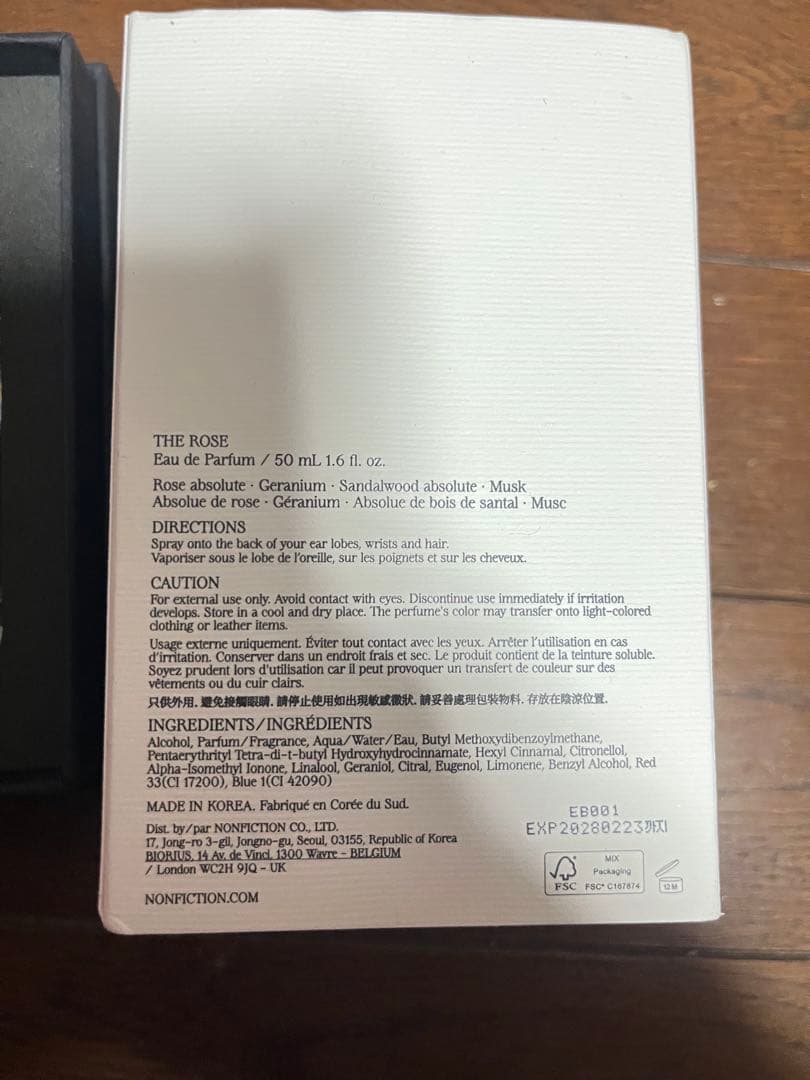 THE ROSE
Eau de Parfum / 50 mL 1.6 fl. oz.
Rose absolute · Geranium · Sandalwood absolute · Musk
Absolue de rose · Géranium · Absolue de bois de santal · Musc
DIRECTIONS
Spray onto the back of your ear lobes, wrists and hair.
Vaporiser sous le lobe de l'oreille, sur les poignets et sur les cheveux.
CAUTION
For external use only. Avoid contact with eyes. Discontinue use immediately if irritation
develops. Store in a cool and dry place. The perfume's color may transfer onto light-colored
clothing or leather items.
Usage externe uniquement. Éviter tout contact avec les yeux. Arrêter l'utilisation en cas
d'irritation. Conserver dans un endroit frais et sec. Le produit contient de la teinture soluble.
Soyez prudent lors d'utilisation car il peut provoquer un transfert de couleur sur des
vêtements ou du cuir clairs.
只供外用. 避免接觸眼睛. 請停止使用如出現敏感徵狀. 請妥善處理包裝物料. 存放在陰涼位置.
INGREDIENTS/INGRÉDIENTS
Alcohol, Parfum/Fragrance, Aqua/Water/Eau, Butyl Methoxydibenzoylmethane,
Pentaerythrityl Tetra-di-t-butyl Hydroxyhydrocinnamate, Hexyl Cinnamal, Citronellol,
Alpha-Isomethyl Ionone, Linalool, Geraniol, Citral, Eugenol, Limonene, Benzyl Alcohol, Red
33(CI 17200), Blue 1(CI 42090)
MADE IN KOREA. Fabriqué en Corée du Sud.
Dist. by/par NONFICTION CO., LTD.
17, Jong-ro 3-gil, Jongno-gu, Seoul, 03155, Republic of Korea
BIORIUS, 14 Av. de Vinci, 1300 Wavre – BELGIUM
/ London WC2H 9JQ - UK
NONFICTION.COM
EB001
EXP20280223까지
FSC
MIX
Packaging
FSC® C167874
12 M